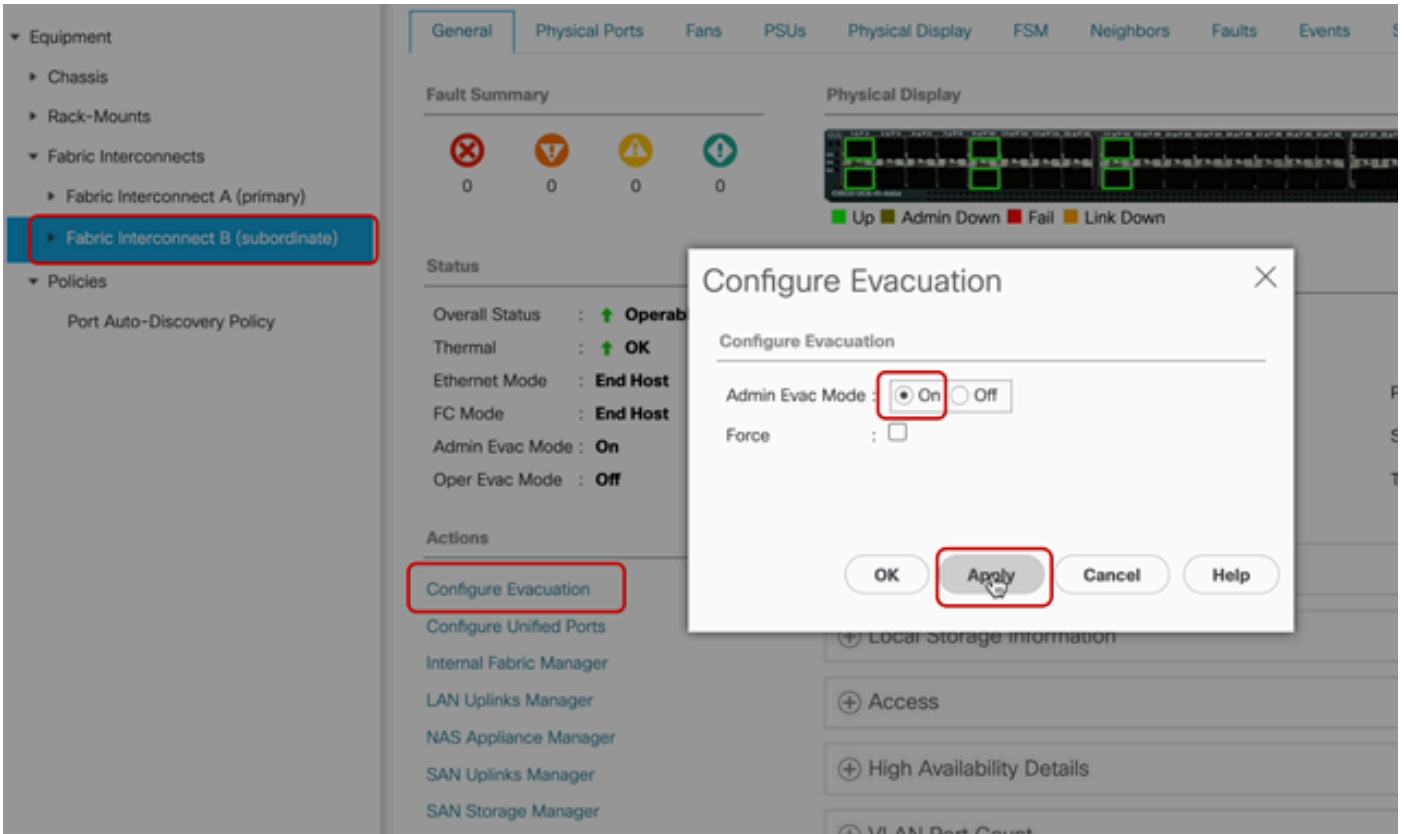 Equipment
Chassis
Rack-Mounts
Fabric Interconnects
Fabric Interconnect A (primary)
Fabric Interconnect B (subordinate)
Policies
Port Auto-Discovery Policy
General Physical Ports Fans PSUs Physical Display FSM Neighbors Faults Events
Fault Summary
0 0 0 0
Physical Display
Up Admin Down Fail Link Down
Status
Overall Status : Operab
Thermal : OK
Ethernet Mode : End Host
FC Mode : End Host
Admin Evac Mode : On
Oper Evac Mode : Off
Actions
Configure Evacuation
Configure Unified Ports
Internal Fabric Manager
LAN Uplinks Manager
NAS Appliance Manager
SAN Uplinks Manager
SAN Storage Manager
Configure Evacuation
Configure Evacuation
Admin Evac Mode : On Off
Force :
OK Apply Cancel Help
Local Storage Information
Access
High Availability Details
VLAN Port Count